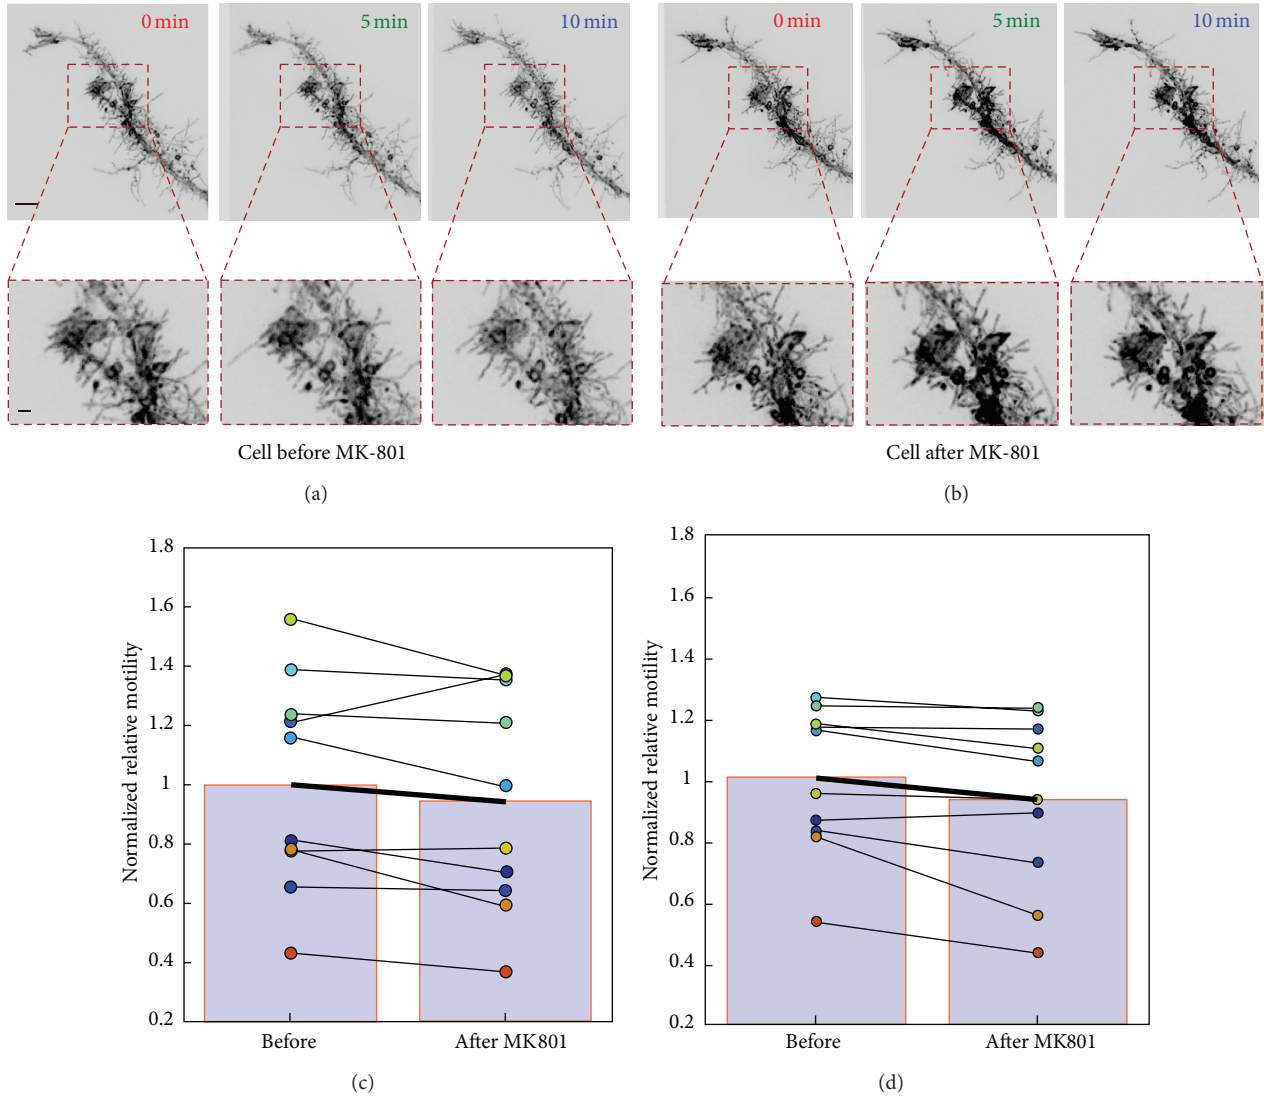 0 min 5 min 10 min 0 min 5 min 10 min
Cell before MK-801 Cell after MK-801
(a) (b)
1.8
1.6
1.4
1.2
1
0.8
0.6
0.4
0.2
Normalized relative motility
Before After MK801
(c)
1.8
1.6
1.4
1.2
1
0.8
0.6
0.4
0.2
Normalized relative motility
Before After MK801
(d)